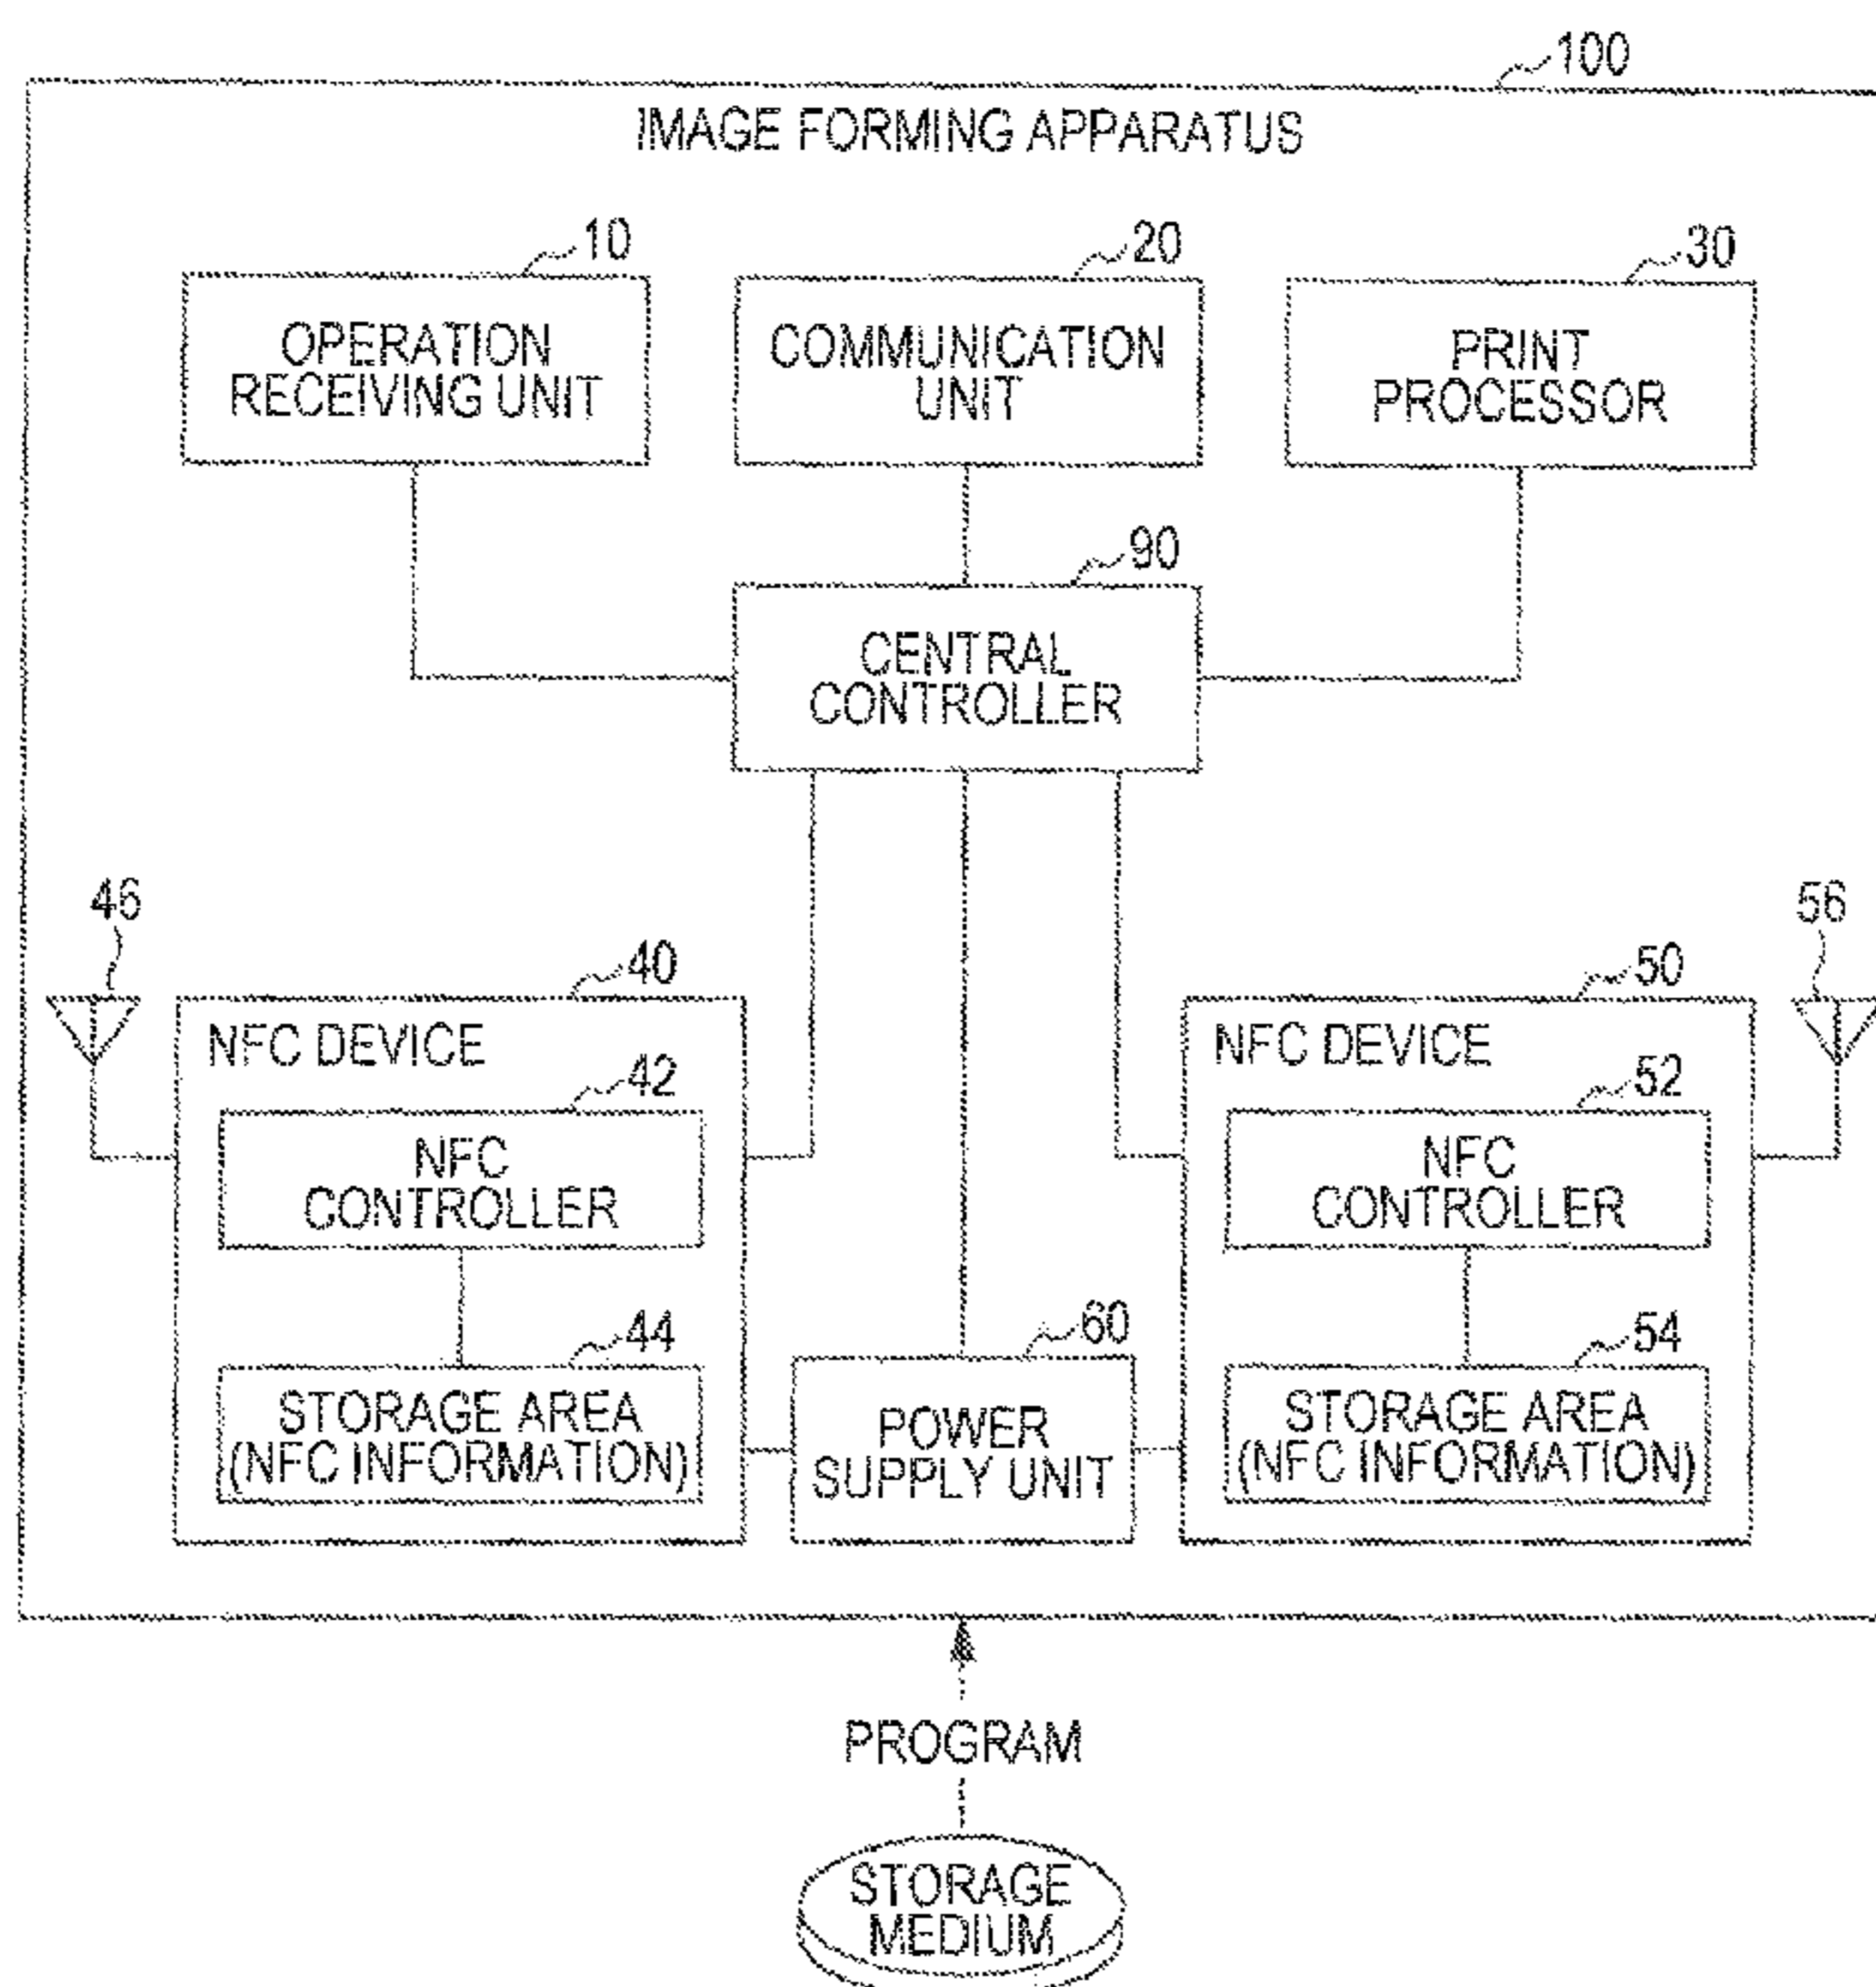 100
IMAGE FORMING APPARATUS
10
20
30
OPERATION
RECEIVING UNIT
COMMUNICATION
UNIT
PRINT
PROCESSOR
90
CENTRAL
CONTROLLER
46
56
40
50
NFC DEVICE
NFC DEVICE
42
52
NFC
CONTROLLER
NFC
CONTROLLER
44
60
54
STORAGE AREA
(NFC INFORMATION)
POWER
SUPPLY UNIT
STORAGE AREA
(NFC INFORMATION)
PROGRAM
STORAGE
MEDIUM